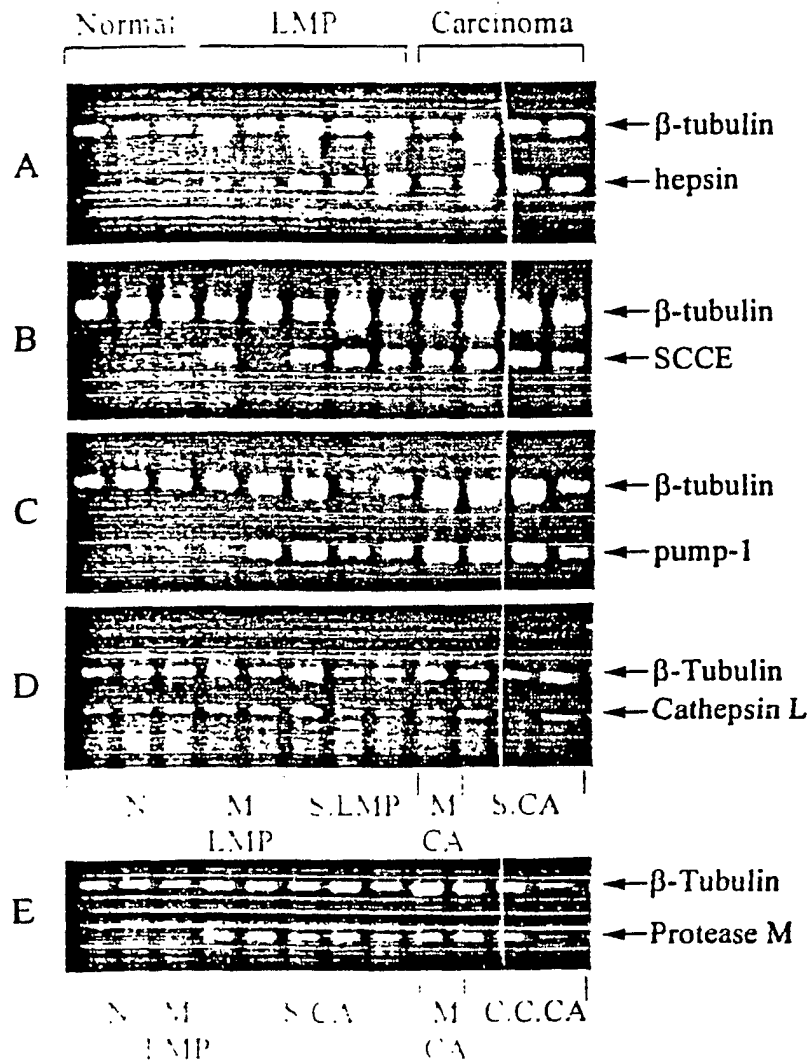 Normal LMP Carcinoma
A
β-tubulin
hepsin
B
β-tubulin
SCCE
C
β-tubulin
pump-1
D
β-Tubulin
Cathepsin L
N M S.LMP M S.CA
LMP CA
E
β-Tubulin
Protease M
N M S.CA M C.C.CA
LMP CA